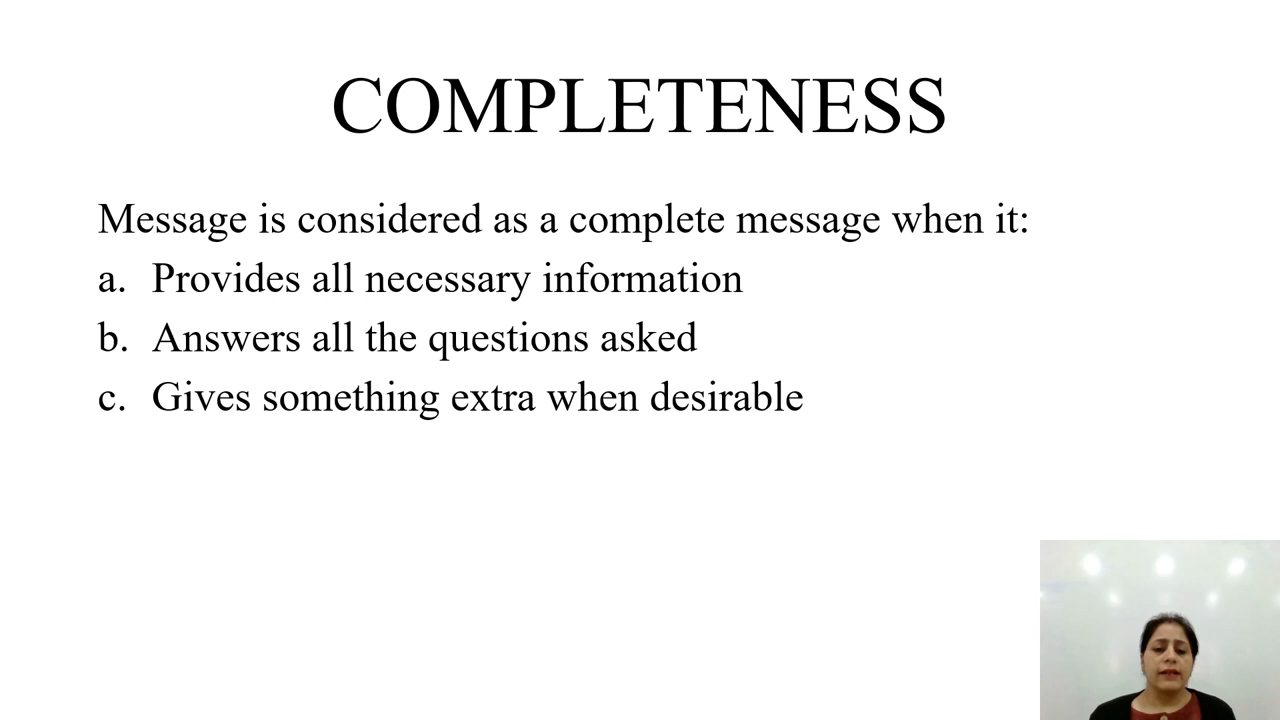 COMPLETENESS
Message is considered as a complete message when it:
a. Provides all necessary information
b. Answers all the questions asked
c. Gives something extra when desirable